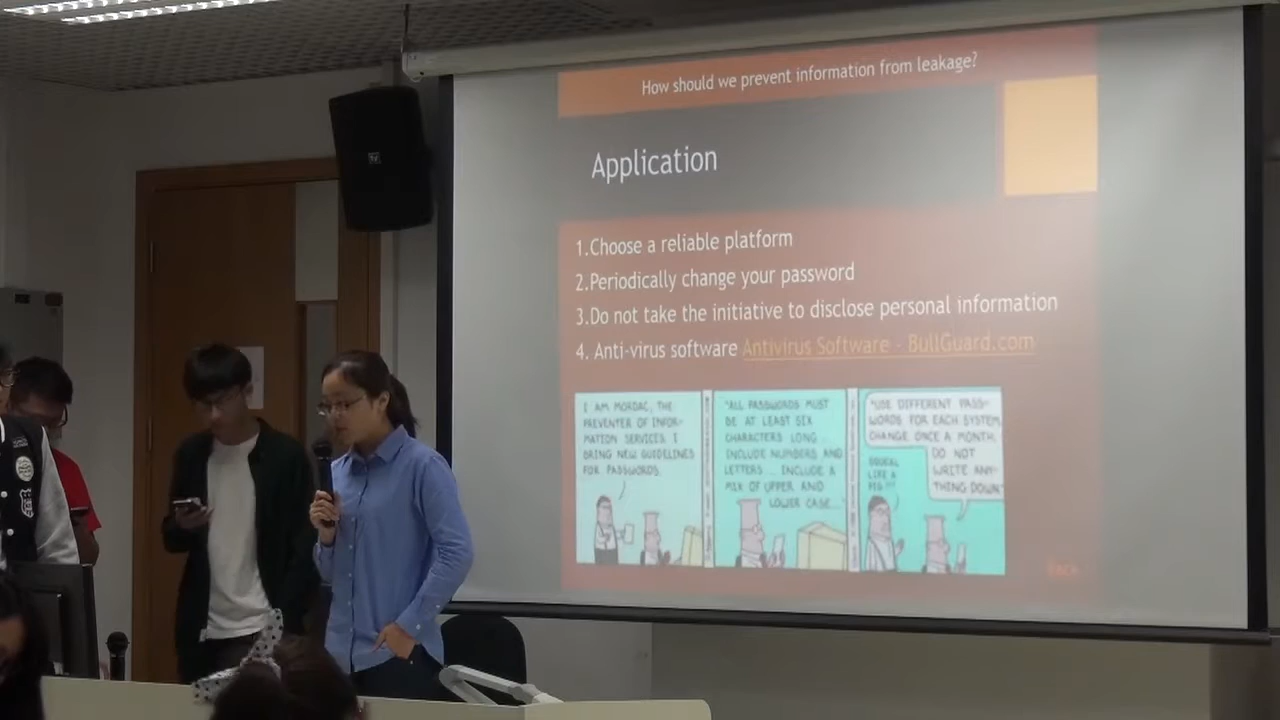 How should we prevent information from leakage?
Application
1.Choose a reliable platform
2.Periodically change your password
3.Do not take the initiative to disclose personal information
4. Anti-virus software Antivirus Software - BullGuard.com
I AM MORDAC, THE
PREVENTER OF INFOR-
MATION SERVICES. I
BRING NEW GUIDELINES
FOR PASSWORDS.
"ALL PASSWORDS MUST
BE AT LEAST SIX
CHARACTERS LONG...
INCLUDE NUMBERS AND
LETTERS... INCLUDE A
MIX OF UPPER AND
LOWER CASE..."
"USE DIFFERENT PASS-
WORDS FOR EACH SYSTEM.
CHANGE ONCE A MONTH.
DO NOT
WRITE ANY-
THING DOWN."
SQUEAL
LIKE A
PIG!!
Back